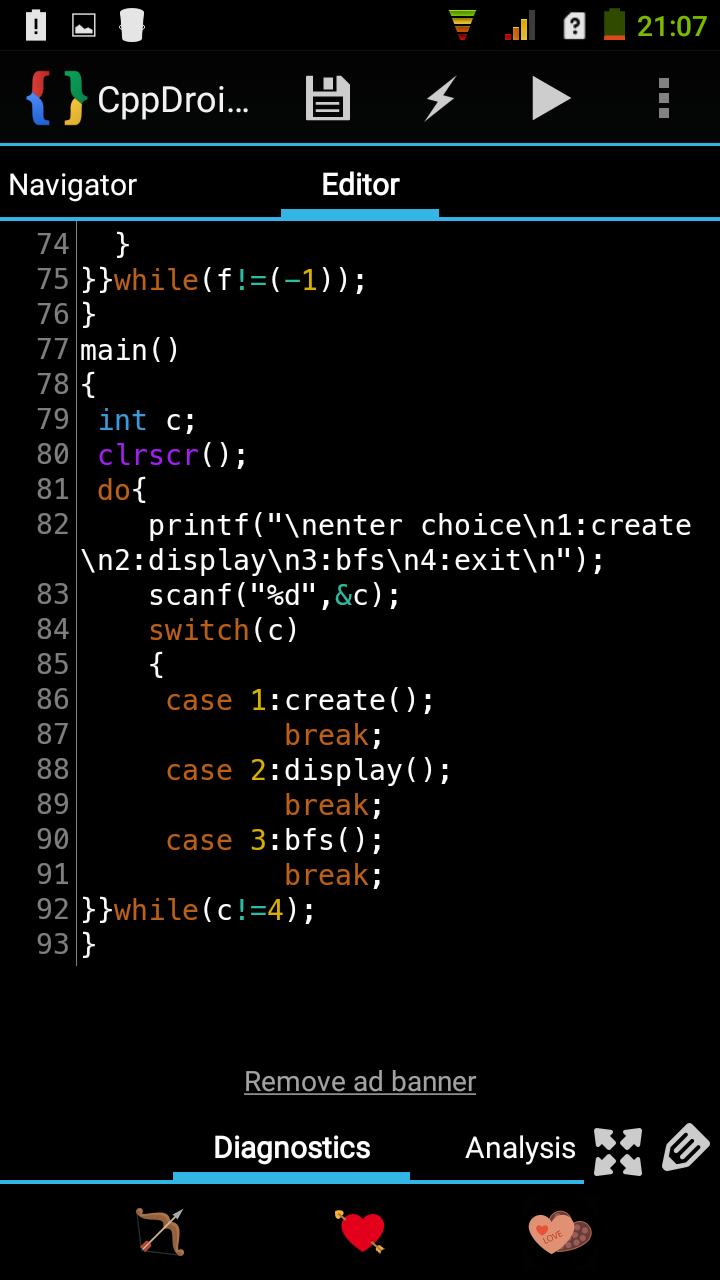 21:07
CppDroi...
Navigator Editor
74 }
75 }}while(f!=(-1));
76 }
77 main()
78 {
79 int c;
80 clrscr();
81 do{
82 printf("\nenter choice\n1:create
\n2:display\n3:bfs\n4:exit\n");
83 scanf("%d",&c);
84 switch(c)
85 {
86 case 1:create();
87 break;
88 case 2:display();
89 break;
90 case 3:bfs();
91 break;
92 }}while(c!=4);
93 }
Remove ad banner
Diagnostics Analysis
LOVE